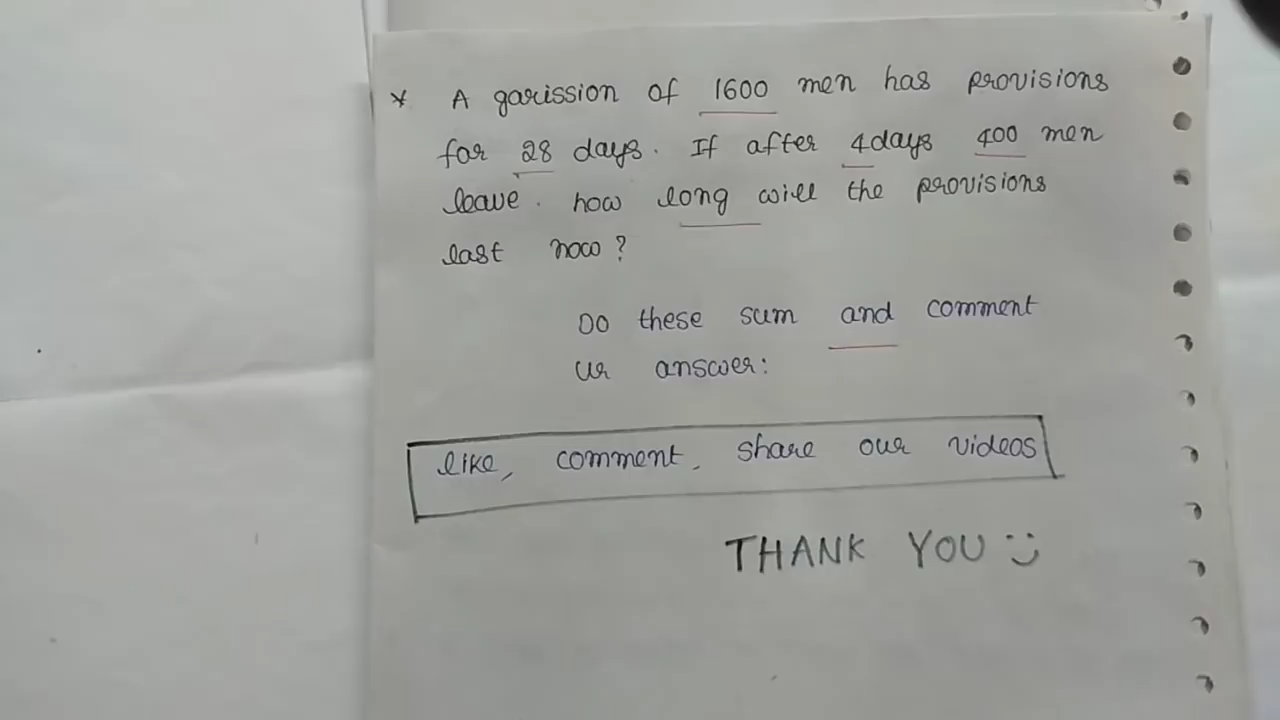 * A garission of 1600 men has provisions
for 28 days. If after 4days 400 men
leave. how long will the provisions
last now?
DO these sum and comment
ur answer:
like, comment, share our videos
THANK YOU :)